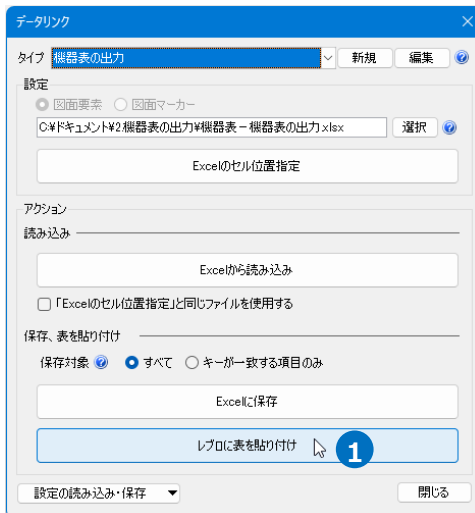 データリンク
タイプ 機器表の出力 新規 編集
設定
図面要素 図面マーカー
C:¥ドキュメント¥2.機器表の出力¥機器表－機器表の出力.xlsx 選択
Excelのセル位置指定
アクション
読み込み
Excelから読み込み
「Excelのセル位置指定」と同じファイルを使用する
保存、表を貼り付け
保存対象 すべて キーが一致する項目のみ
Excelに保存
レブロに表を貼り付け 1
設定の読み込み・保存 閉じる